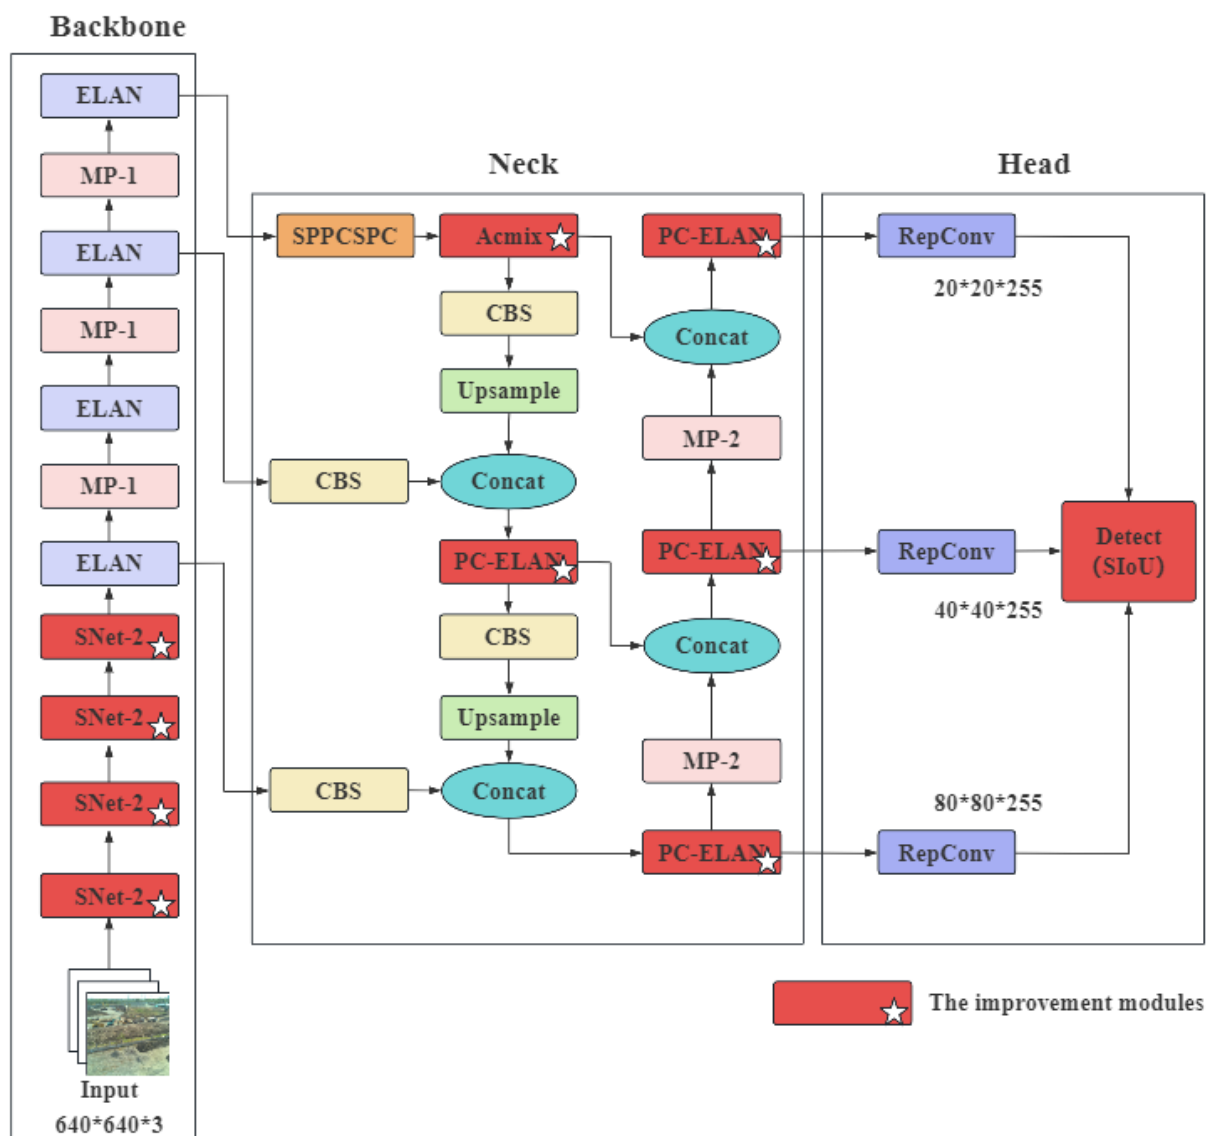 Backbone
ELAN
MP-1
ELAN
MP-1
ELAN
MP-1
ELAN
SNet-2
SNet-2
SNet-2
SNet-2
Input
640*640*3
Neck
SPPCSPC
Acmix
CBS
Upsample
CBS
Concat
PC-ELAN
CBS
Upsample
CBS
Concat
PC-ELAN
Concat
MP-2
PC-ELAN
Concat
MP-2
PC-ELAN
Head
RepConv
20*20*255
RepConv
40*40*255
80*80*255
RepConv
Detect
(SIoU)
The improvement modules